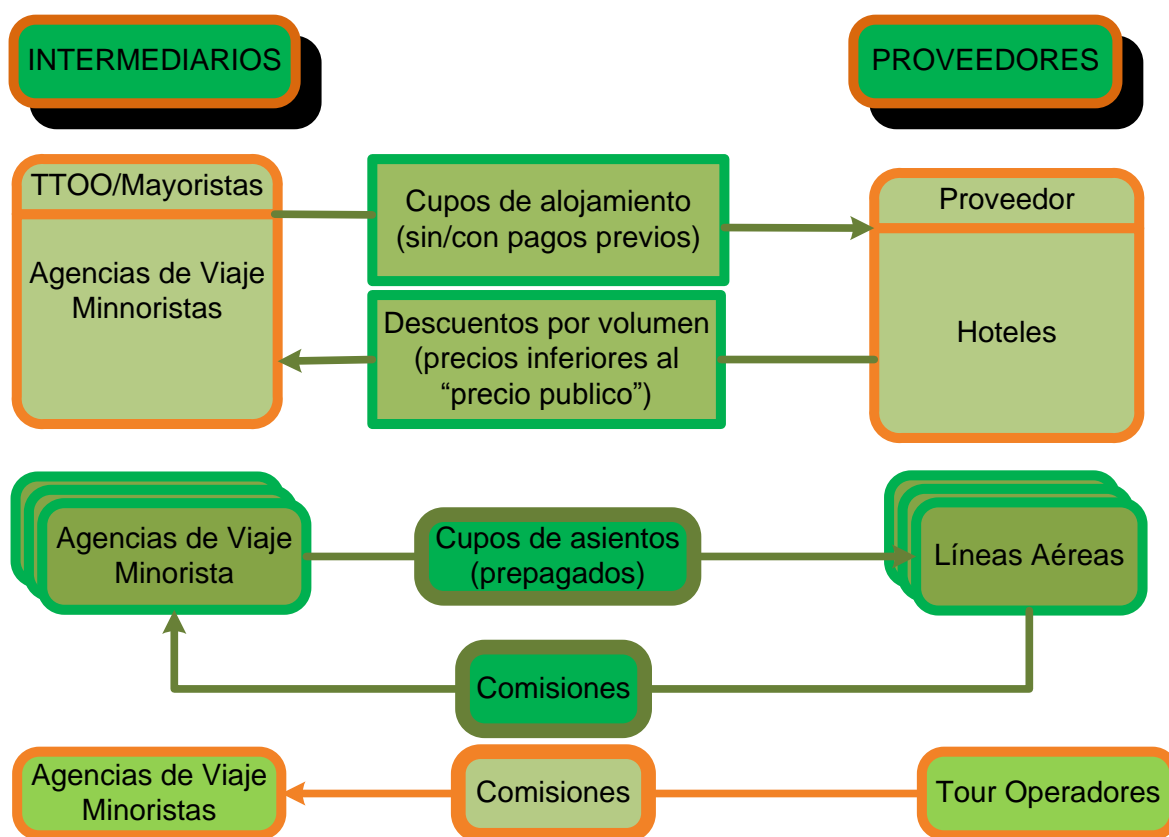 INTERMEDIARIOS
PROVEEDORES
TTOO/Mayoristas
Agencias de Viaje
Minnoristas
Cupos de alojamiento
(sin/con pagos previos)
Descuentos por volumen
(precios inferiores al
“precio publico”)
Proveedor
Hoteles
Agencias de Viaje
Minorista
Cupos de asientos
(prepagados)
Líneas Aéreas
Comisiones
Agencias de Viaje
Minoristas
Comisiones
Tour Operadores